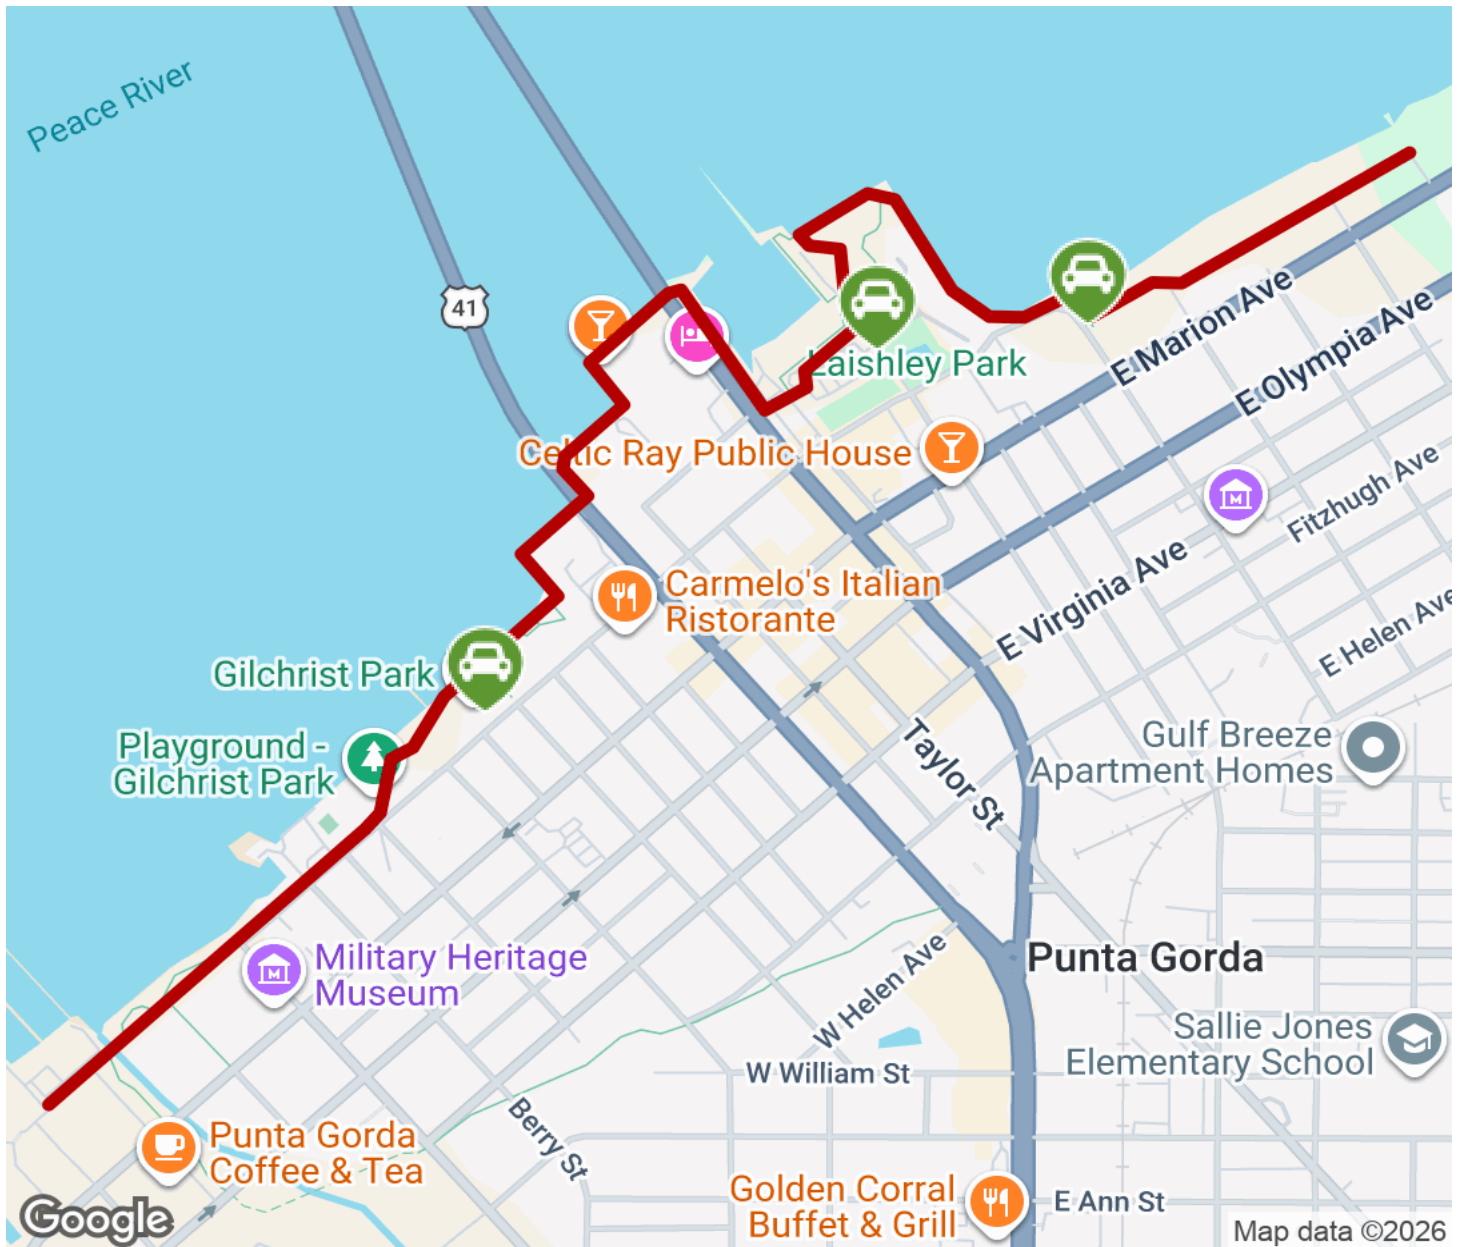 Peace River
41
Laishley Park
E Marion Ave
E Olympia Ave
Celtic Ray Public House
Fitzhugh Ave
E Virginia Ave
Carmelo's Italian
Ristorante
E Helen Ave
Gilchrist Park
Playground -
Gilchrist Park
Taylor St
Gulf Breeze
Apartment Homes
Military Heritage
Museum
M
M
W Helen Ave
Punta Gorda
Sallie Jones
Elementary School
W William St
Berry St
Punta Gorda
Coffee & Tea
Golden Corral
Buffet & Grill
E Ann St
Google
Map data ©2026